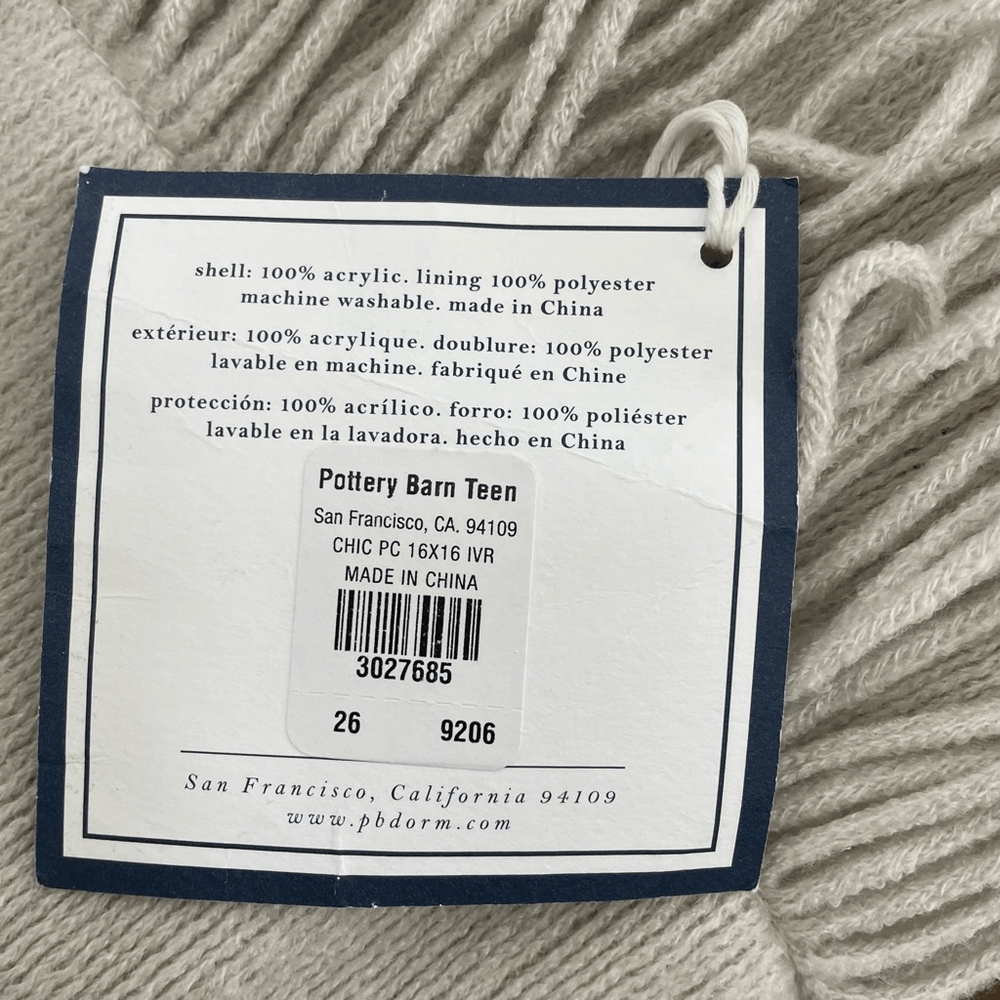 shell: 100% acrylic. lining 100% polyester
machine washable. made in China
extérieur: 100% acrylique. doublure: 100% polyester
lavable en machine. fabriqué en Chine
protección: 100% acrílico. forro: 100% poliéster
lavable en la lavadora. hecho en China
Pottery Barn Teen
San Francisco, CA. 94109
CHIC PC 16X16 IVR
MADE IN CHINA
3027685
26 9206
San Francisco, California 94109
www.pbdorm.com